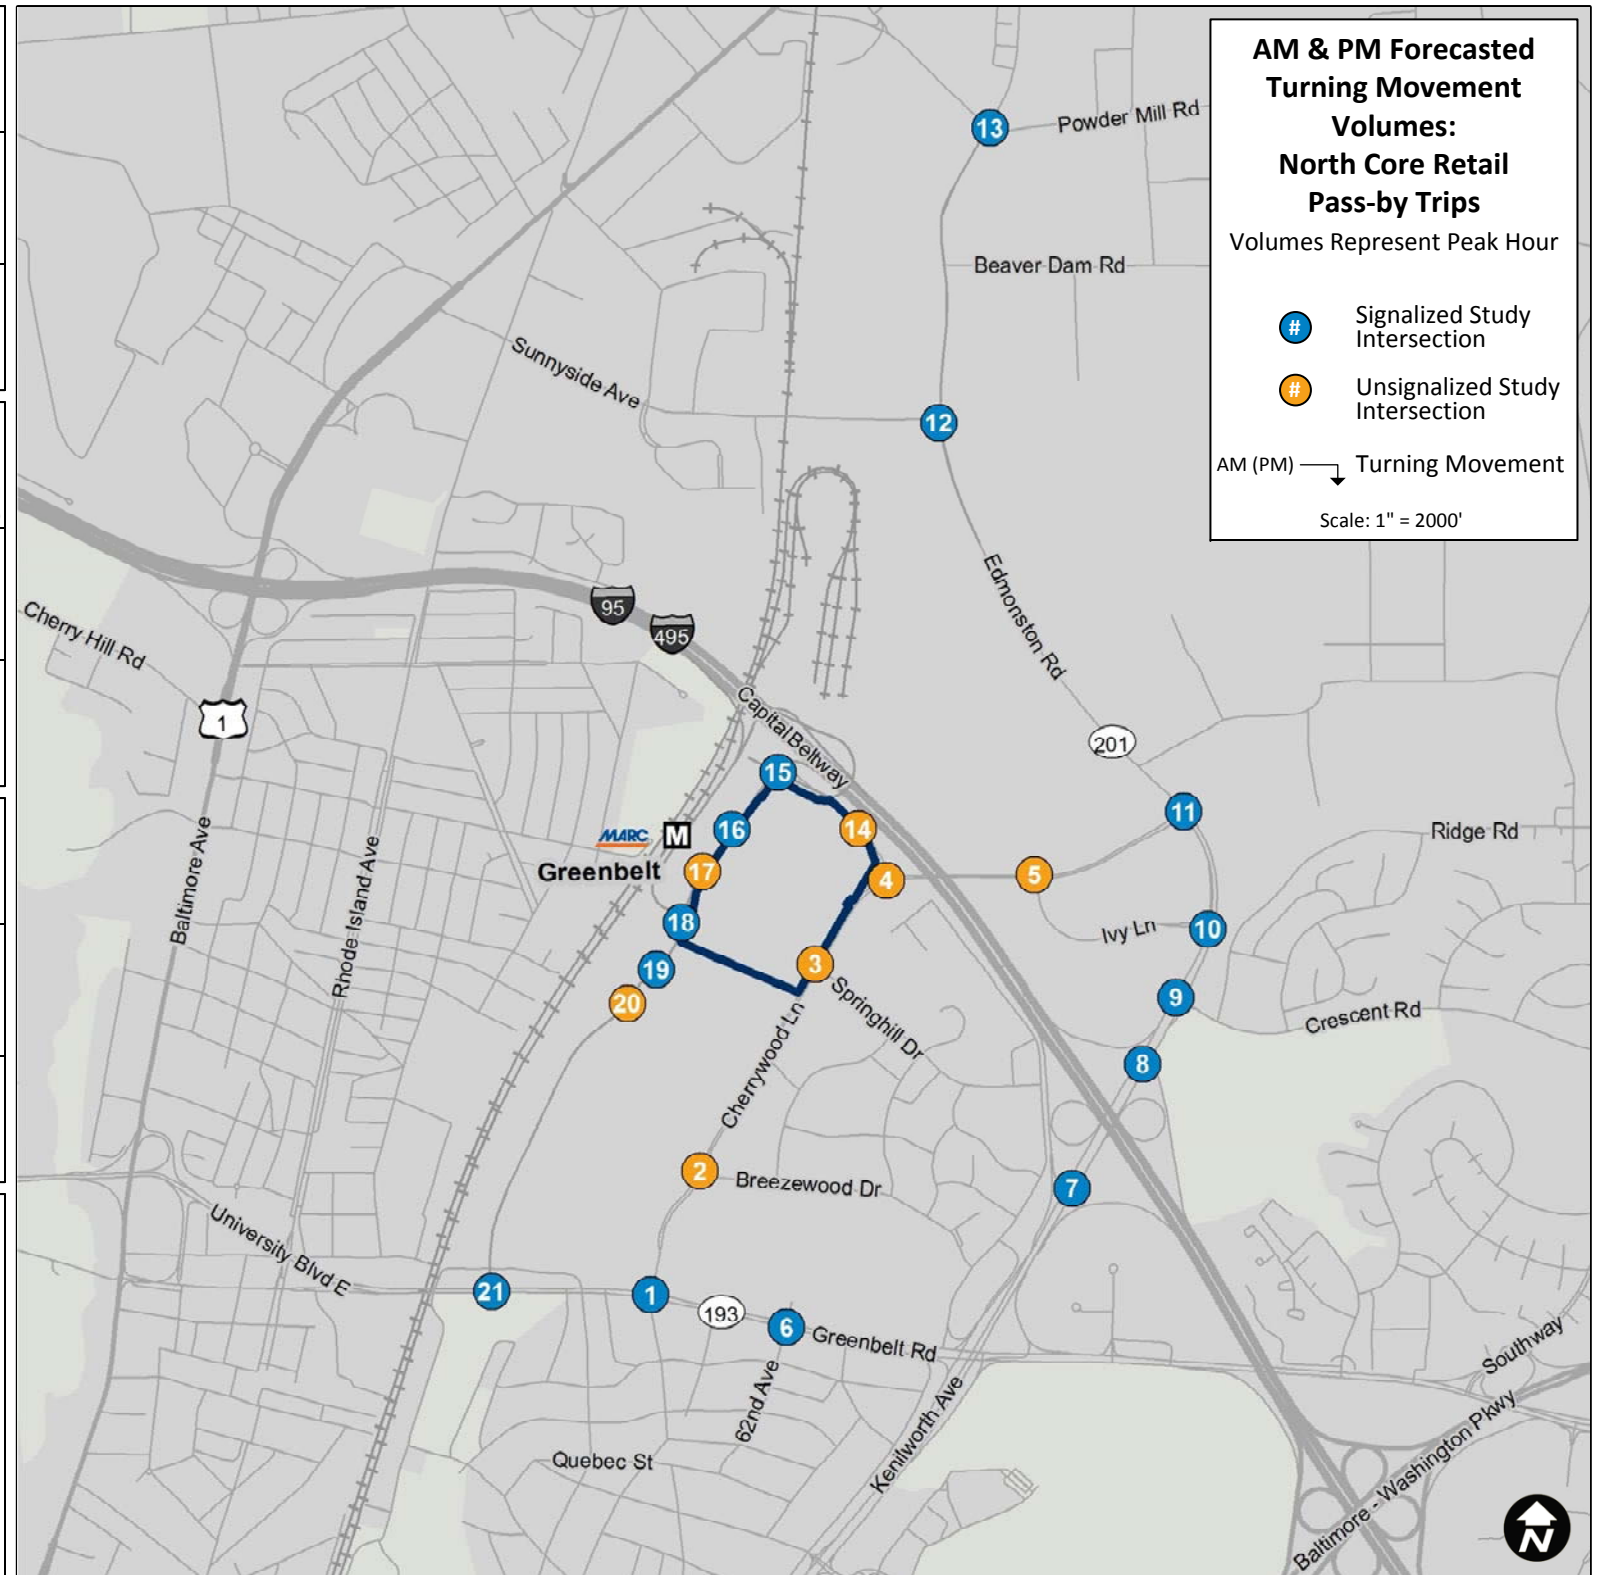 AM & PM Forecasted
Turning Movement
Volumes:
North Core Retail
Pass-by Trips
Volumes Represent Peak Hour
# Signalized Study
Intersection
# Unsignalized Study
Intersection
AM (PM) Turning Movement
Scale: 1" = 2000'
13
Powder Mill Rd
Beaver Dam Rd
Sunnyside Ave
12
Edmonston Rd
95
495
Cherry Hill Rd
1
Capital Beltway
201
15
11
16
14
MARC
M
Ridge Rd
Greenbelt
17
4
5
Baltimore Ave
Rhode Island Ave
18
Ivy Ln
10
19
3
9
20
Springhill Dr
Crescent Rd
Cherrywood Ln
8
2
Breezewood Dr
7
University Blvd E
21
1
193
6
Greenbelt Rd
Southway
62nd Ave
Kenilworth Ave
Quebec St
Baltimore - Washington Pkwy
N